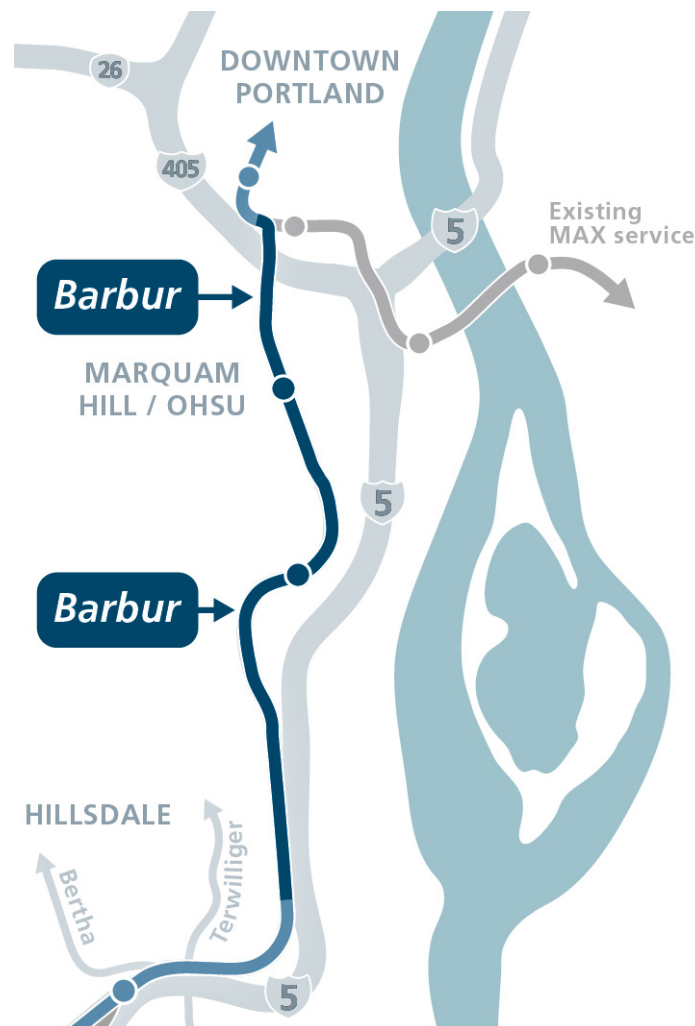 26
DOWNTOWN
PORTLAND
405
5
Existing
MAX service
Barbur
MARQUAM
HILL / OHSU
5
Barbur
HILLSDALE
Bertha
Terwilliger
5